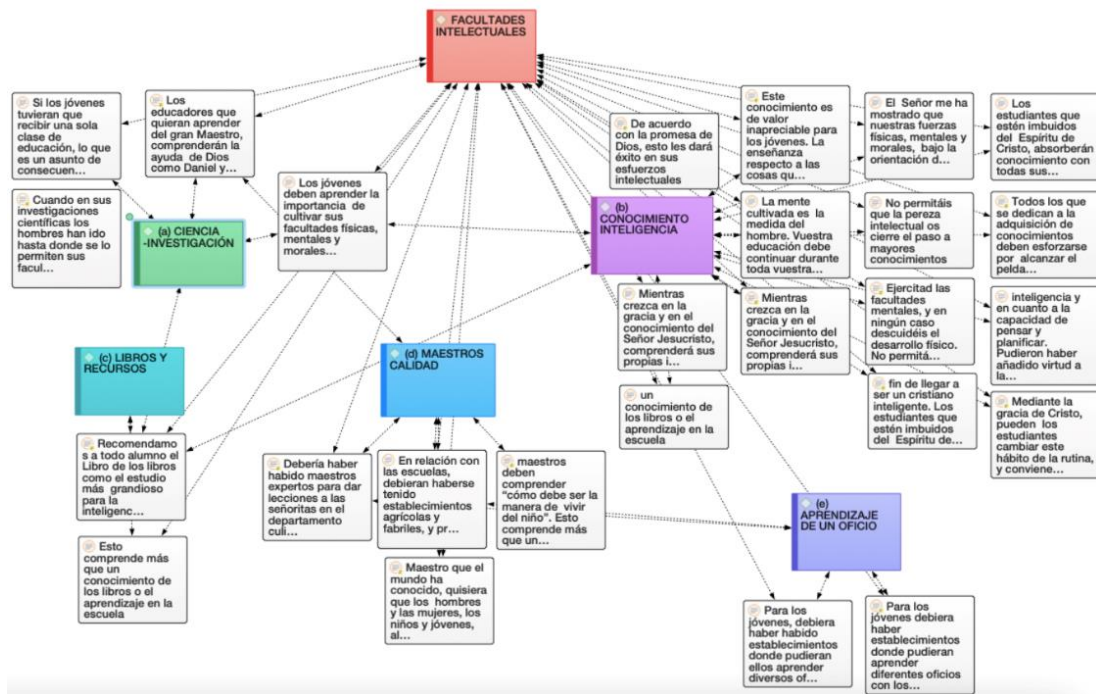 FACULTADES
INTELECTUALES
Si los jóvenes
tuvieran que
recibir una sola
clase de
educación, lo que
es un asunto de
consecuen…
Los
educadores que
quieran aprender
del gran Maestro,
comprenderán la
ayuda de Dios
como Daniel y…
Cuando en sus
investigaciones
científicas los
hombres han ido
hasta donde se lo
permiten sus
facul…
(a) CIENCIA
-INVESTIGACIÓN
Los jóvenes
deben aprender la
importancia de
cultivar sus
facultades físicas,
mentales y
morales…
De acuerdo
con la promesa de
Dios, esto les dará
éxito en sus
esfuerzos
intelectuales
Este
conocimiento es
de valor
inapreciable para
los jóvenes. La
enseñanza
respecto a las
cosas qu…
El Señor me ha
mostrado que
nuestras fuerzas
físicas, mentales y
morales, bajo la
orientación d…
Los
estudiantes que
estén imbuidos
del Espíritu de
Cristo, absorberán
conocimiento con
todas sus…
(b)
CONOCIMIENTO
INTELIGENCIA
La mente
cultivada es la
medida del
hombre. Vuestra
educación debe
continuar durante
toda vuestra…
No permitáis
que la pereza
intelectual os
cierre el paso a
mayores
conocimientos
Todos los que
se dedican a la
adquisición de
conocimientos
deben esforzarse
por alcanzar el
pelda…
Mientras
crezca en la
gracia y en el
conocimiento del
Señor Jesucristo,
comprenderá sus
propias i…
Mientras
crezca en la
gracia y en el
conocimiento del
Señor Jesucristo,
comprenderá sus
propias i…
Ejercitad las
facultades
mentales, y en
ningún caso
descuidéis el
desarrollo físico.
No permitá…
inteligencia y
en cuanto a la
capacidad de
pensar y
planificar.
Pudieron haber
añadido virtud a
la…
un
conocimiento de
los libros o el
aprendizaje en la
escuela
fin de llegar a
ser un cristiano
inteligente. Los
estudiantes que
estén imbuidos
del Espíritu de…
Mediante la
gracia de Cristo,
pueden los
estudiantes
cambiar este
hábito de la rutina,
y conviene…
(c) LIBROS Y
RECURSOS
(d) MAESTROS
CALIDAD
Recomendamo
s a todo alumno el
Libro de los libros
como el estudio
más grandioso
para la
inteligenc…
Esto
comprende más
que un
conocimiento de
los libros o el
aprendizaje en la
escuela
Debería haber
habido maestros
expertos para dar
lecciones a las
señoritas en el
departamento
culi…
En relación con
las escuelas,
debieran haberse
tenido
establecimientos
agrícolas y
fabriles, y pr…
maestros
deben
comprender
“cómo debe ser la
manera de vivir
del niño”. Esto
comprende más
que un…
Maestro que el
mundo ha
conocido, quisiera
que los hombres
y las mujeres, los
niños y jóvenes,
al…
(e)
APRENDIZAJE
DE UN OFICIO
Para los
jóvenes, debiera
haber habido
establecimientos
donde pudieran
ellos aprender
diversos of…
Para los
jóvenes debiera
haber
establecimientos
donde pudieran
aprender
diferentes oficios
con los…